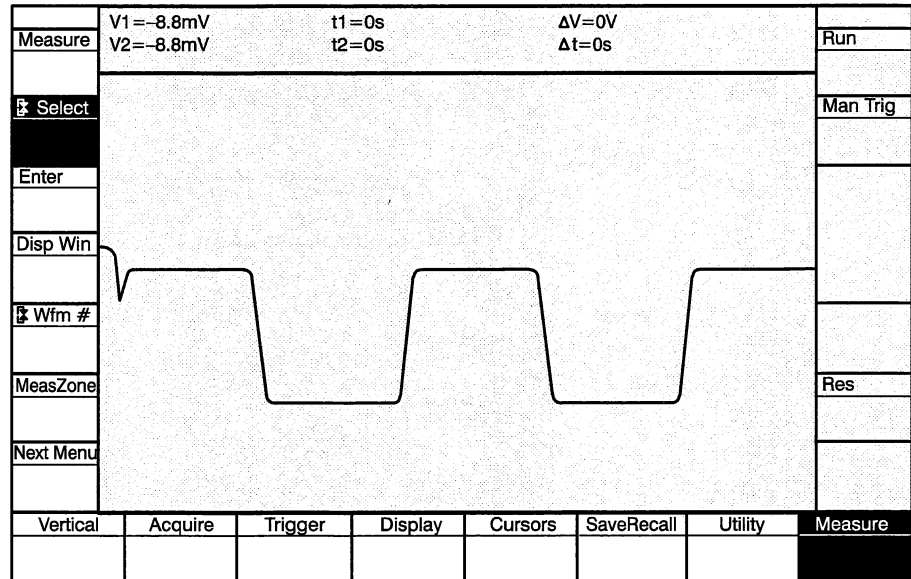 V1=–8.8mV t1=0s ΔV=0V
V2=–8.8mV t2=0s Δt=0s
Measure
Select
Enter
Disp Win
Wfm #
MeasZone
Next Menu
Run
Man Trig
Res
Vertical Acquire Trigger Display Cursors SaveRecall Utility Measure